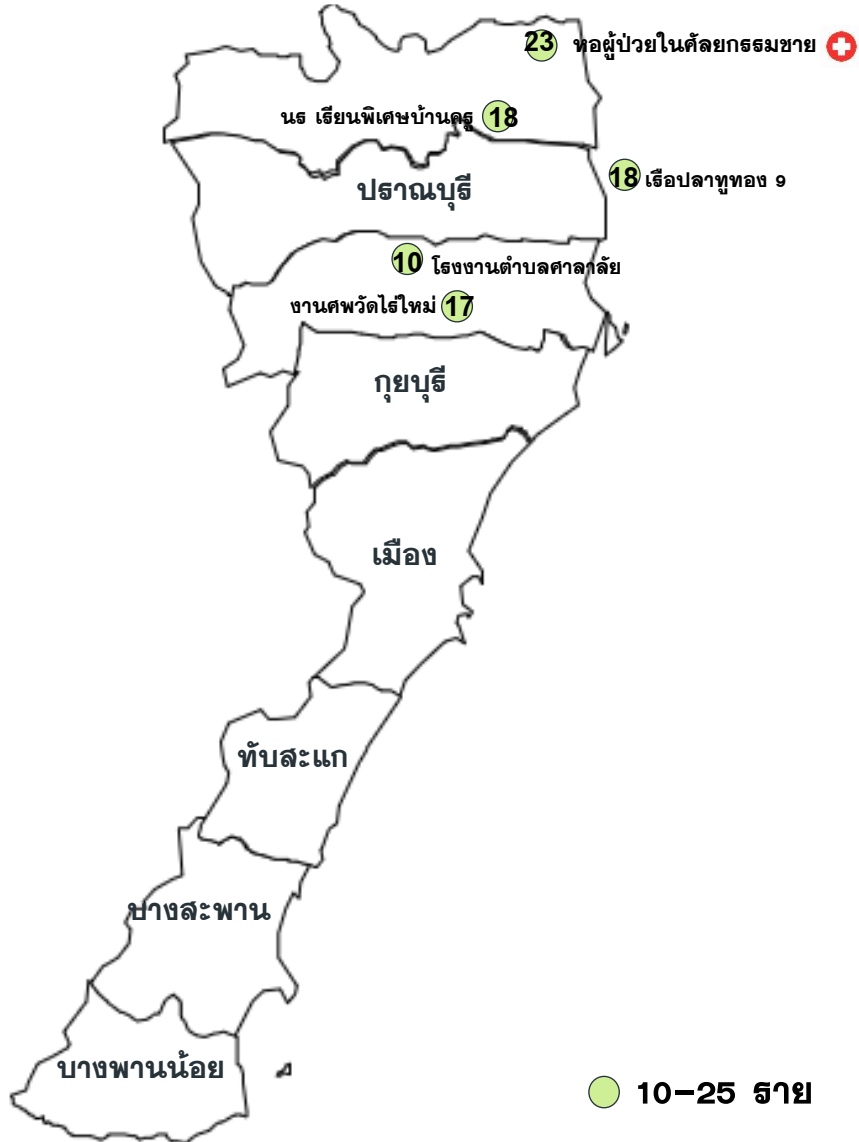 23 หอผู้ป่วยในศัลยกรรมชาย
นร เรียนพิเศษบ้านครู 18
18 เรือปลาทูทอง 9
ปราณบุรี
10 โรงงานตำบลศาลาลัย
งานศพวัดไร่ใหม่ 17
กุยบุรี
เมือง
ทับสะแก
บางสะพาน
บางพานน้อย
10-25 ราย